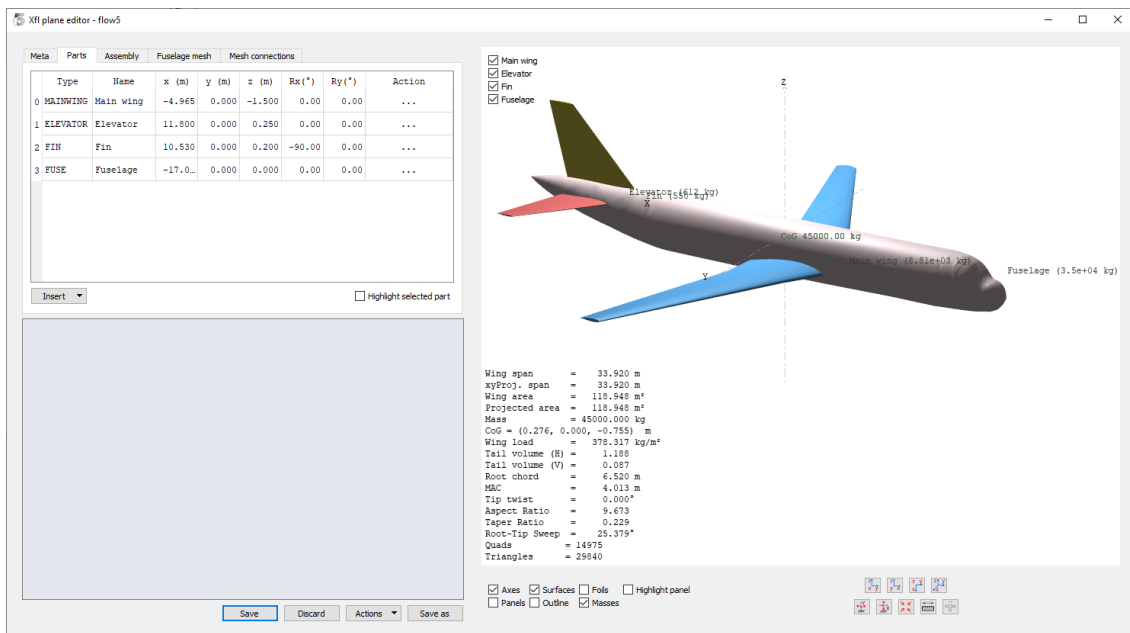 Xfl plane editor - flow5
Meta Parts Assembly Fuselage mesh Mesh connections
Type Name x (m) y (m) z (m) Rx(°) Ry(°) Action
0 MAINWING Main wing -4.965 0.000 -1.500 0.00 0.00 ...
1 ELEVATOR Elevator 11.800 0.000 0.250 0.00 0.00 ...
2 FIN Fin 10.530 0.000 0.200 -90.00 0.00 ...
3 FUSE Fuselage -17.0… 0.000 0.000 0.00 0.00 ...
Insert
Highlight selected part
Save Discard Actions Save as
Main wing
Elevator
Fin
Fuselage
Z
Elevator (612 kg)
Fin (550 kg)
X
CoG 45000.00 kg
Main wing (8.81e+03 kg)
Fuselage (3.5e+04 kg)
Y
Wing span = 33.920 m
xyProj. span = 33.920 m
Wing area = 118.948 m²
Projected area = 118.948 m²
Mass = 45000.000 kg
CoG = (0.276, 0.000, -0.755) m
Wing load = 378.317 kg/m²
Tail volume (H) = 1.188
Tail volume (V) = 0.087
Root chord = 6.520 m
MAC = 4.013 m
Tip twist = 0.000°
Aspect Ratio = 9.673
Taper Ratio = 0.229
Root-Tip Sweep = 25.379°
Quads = 14975
Triangles = 29840
Axes Surfaces Foils Highlight panel
Panels Outline Masses